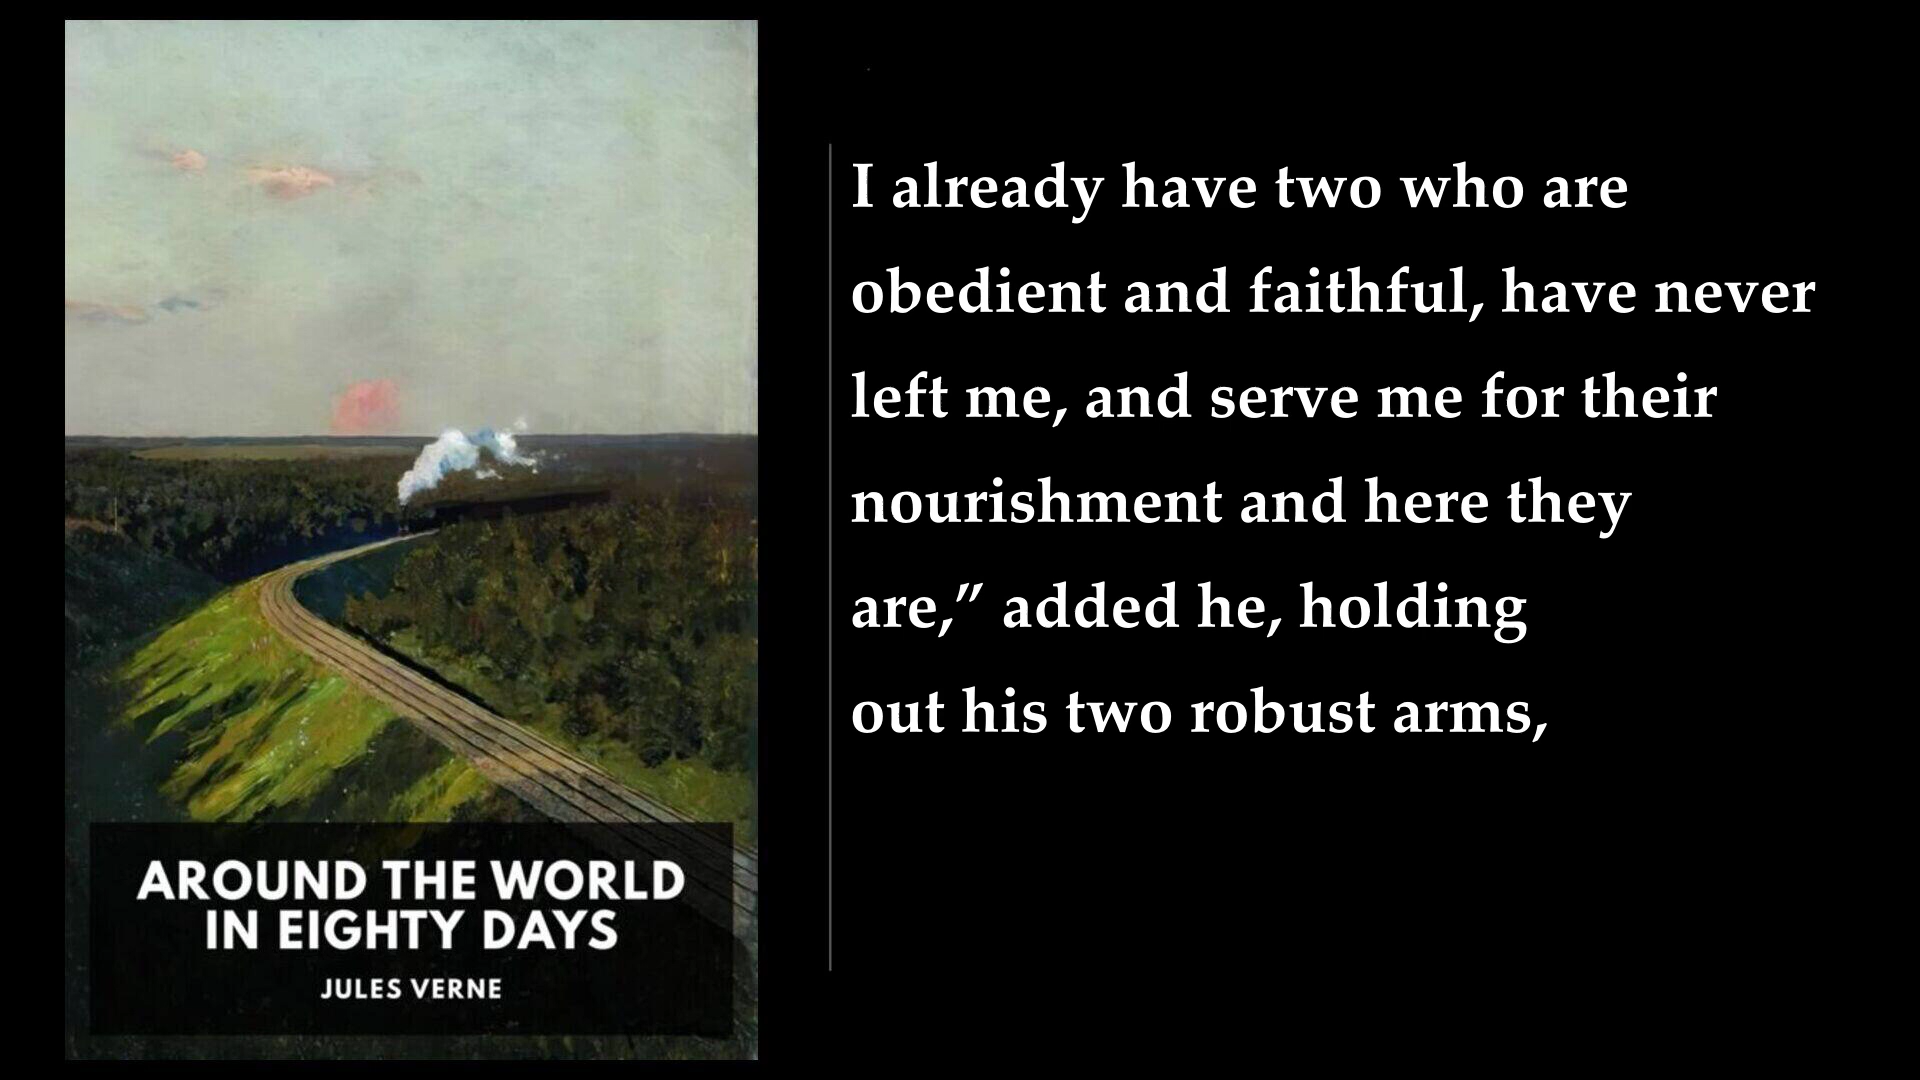 I already have two who are
obedient and faithful, have never
left me, and serve me for their
nourishment and here they
are,” added he, holding
out his two robust arms,
AROUND THE WORLD
IN EIGHTY DAYS
JULES VERNE